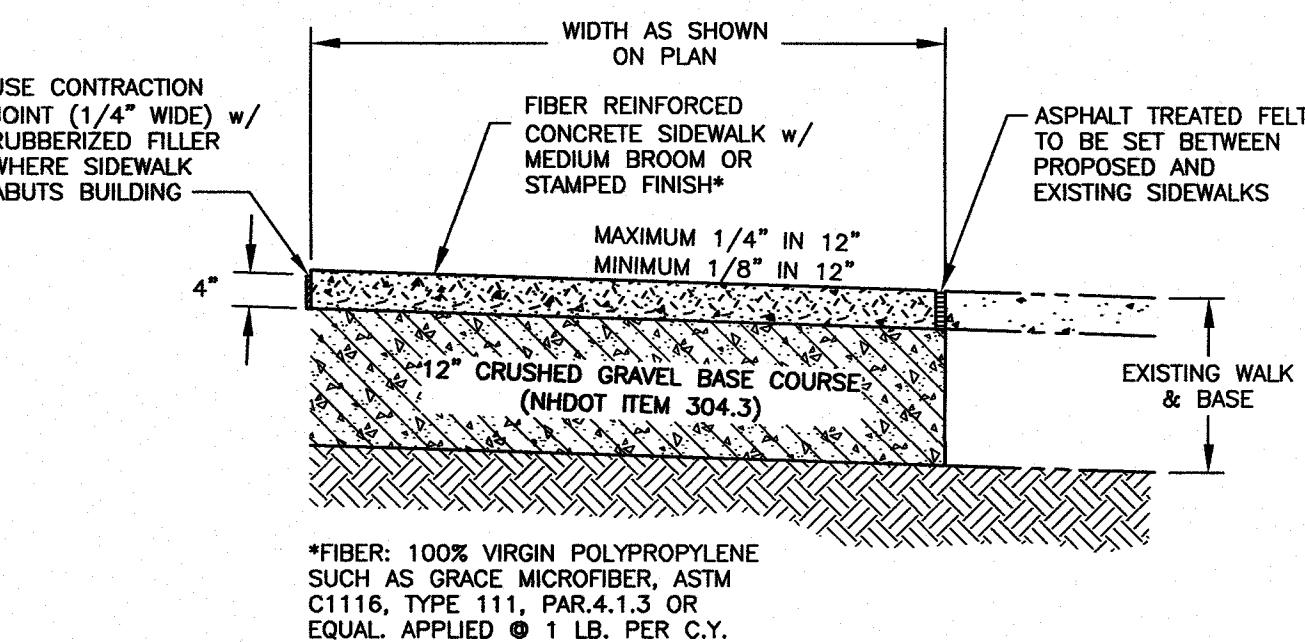 WIDTH AS SHOWN
ON PLAN
USE CONTRACTION
JOINT (1/4" WIDE) w/
RUBBERIZED FILLER
WHERE SIDEWALK
ABUTS BUILDING
FIBER REINFORCED
CONCRETE SIDEWALK w/
MEDIUM BROOM OR
STAMPED FINISH*
ASPHALT TREATED FELT
TO BE SET BETWEEN
PROPOSED AND
EXISTING SIDEWALKS
MAXIMUM 1/4" IN 12"
MINIMUM 1/8" IN 12"
4"
12" CRUSHED GRAVEL BASE COURSE
(NHDOT ITEM 304.3)
EXISTING WALK
& BASE
*FIBER: 100% VIRGIN POLYPROPYLENE
SUCH AS GRACE MICROFIBER, ASTM
C1116, TYPE 111, PAR.4.1.3 OR
EQUAL. APPLIED @ 1 LB. PER C.Y.